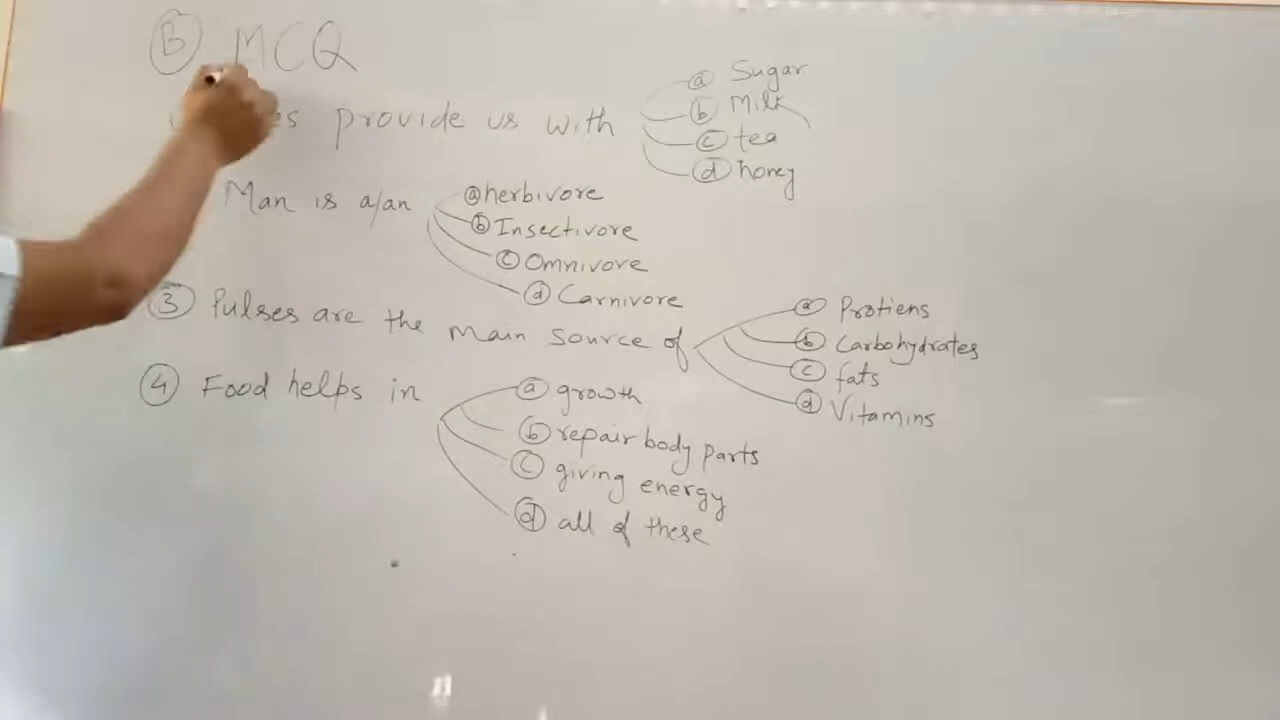 B MCQ
provide us with
a Sugar
b Milk
c tea
d honey
Man is a/an
a herbivore
b Insectivore
c Omnivore
d Carnivore
3 Pulses are the main source of
a Protiens
b Carbohydrates
c fats
d Vitamins
4 Food helps in
a growth
b repair body parts
c giving energy
d all of these